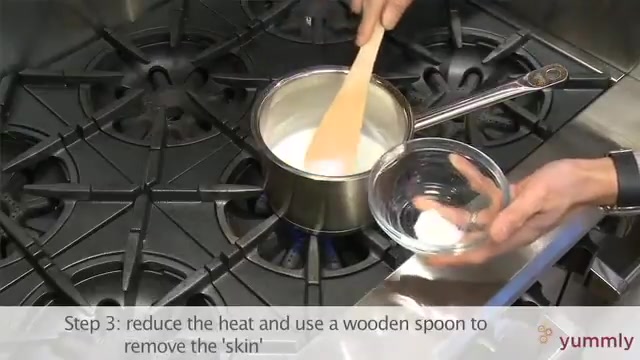 Step 3: reduce the heat and use a wooden spoon to
remove the 'skin'
yummly